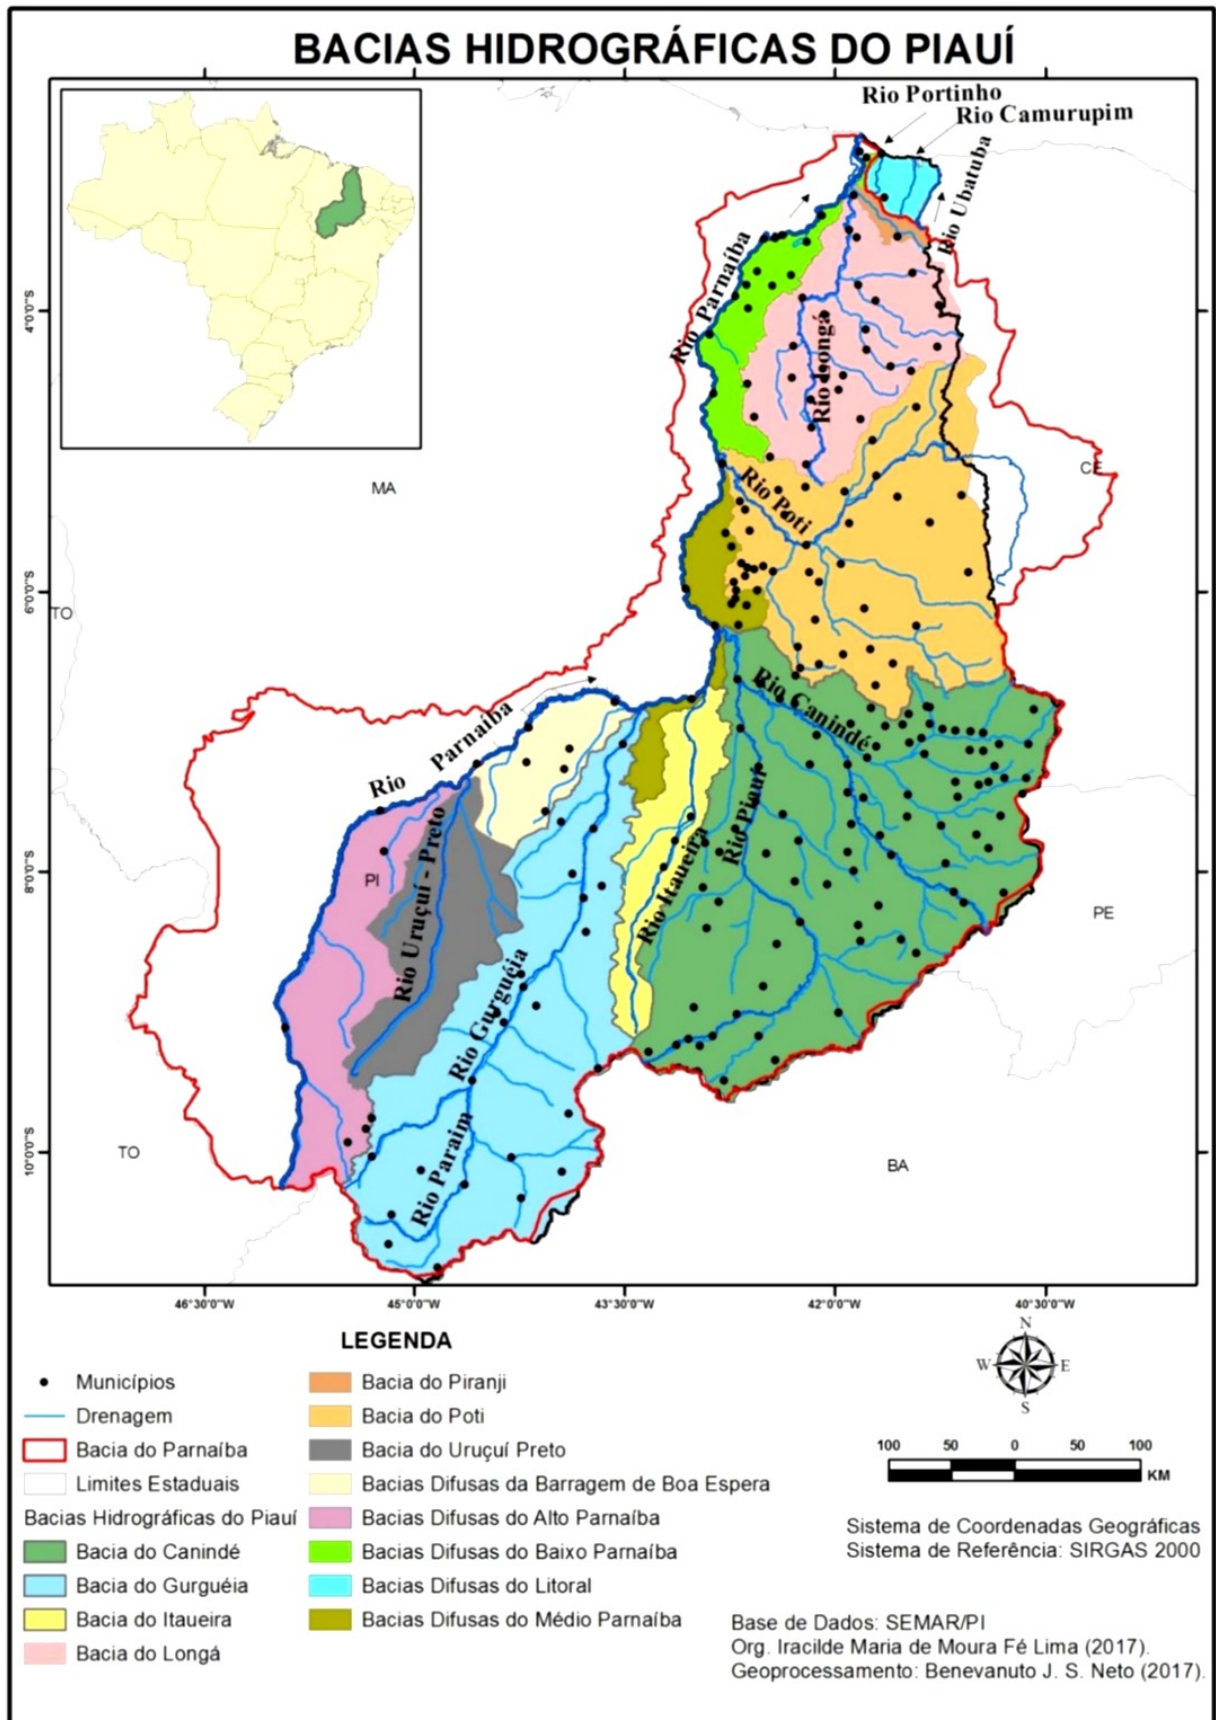 BACIAS HIDROGRÁFICAS DO PIAUÍ
Rio Portinho
Rio Camurupim
Rio Ubatuba
Rio Parnaíba
Rio Longá
CE
MA
Rio Poti
TO
Rio Canindé
Rio Parnaíba
Rio Piauí
Rio Itaueira
Rio Uruçuí - Preto
PI
PE
Rio Gurguéia
Rio Paraim
TO
BA
4°0'0"S
6°0'0"S
8°0'0"S
10°0'0"S
46°30'0"W
45°0'0"W
43°30'0"W
42°0'0"W
40°30'0"W
LEGENDA
Municípios
Drenagem
Bacia do Parnaíba
Limites Estaduais
Bacias Hidrográficas do Piauí
Bacia do Canindé
Bacia do Gurguéia
Bacia do Itaueira
Bacia do Longá
Bacia do Piranji
Bacia do Poti
Bacia do Uruçuí Preto
Bacias Difusas da Barragem de Boa Espera
Bacias Difusas do Alto Parnaíba
Bacias Difusas do Baixo Parnaíba
Bacias Difusas do Litoral
Bacias Difusas do Médio Parnaíba
N
W
E
S
100 50 0 50 100
KM
Sistema de Coordenadas Geográficas
Sistema de Referência: SIRGAS 2000
Base de Dados: SEMAR/PI
Org. Iracilde Maria de Moura Fé Lima (2017).
Geoprocessamento: Benevanuto J. S. Neto (2017).